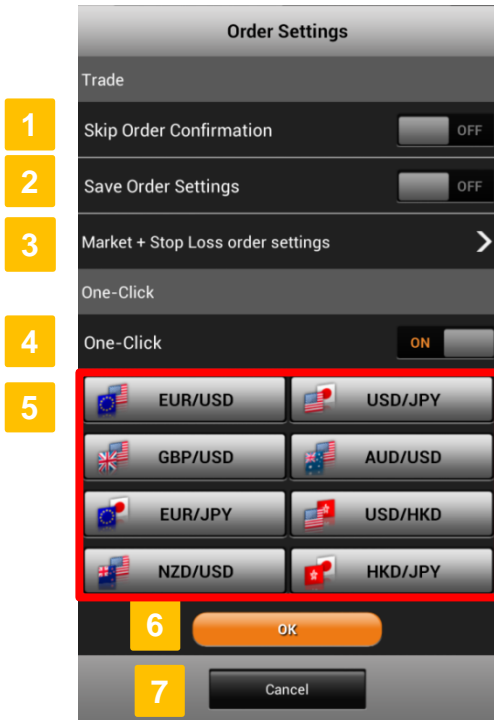 Order Settings
Trade
1 Skip Order Confirmation OFF
2 Save Order Settings OFF
3 Market + Stop Loss order settings
One-Click
4 One-Click ON
5 EUR/USD USD/JPY
GBP/USD AUD/USD
EUR/JPY USD/HKD
NZD/USD HKD/JPY
6 OK
7 Cancel